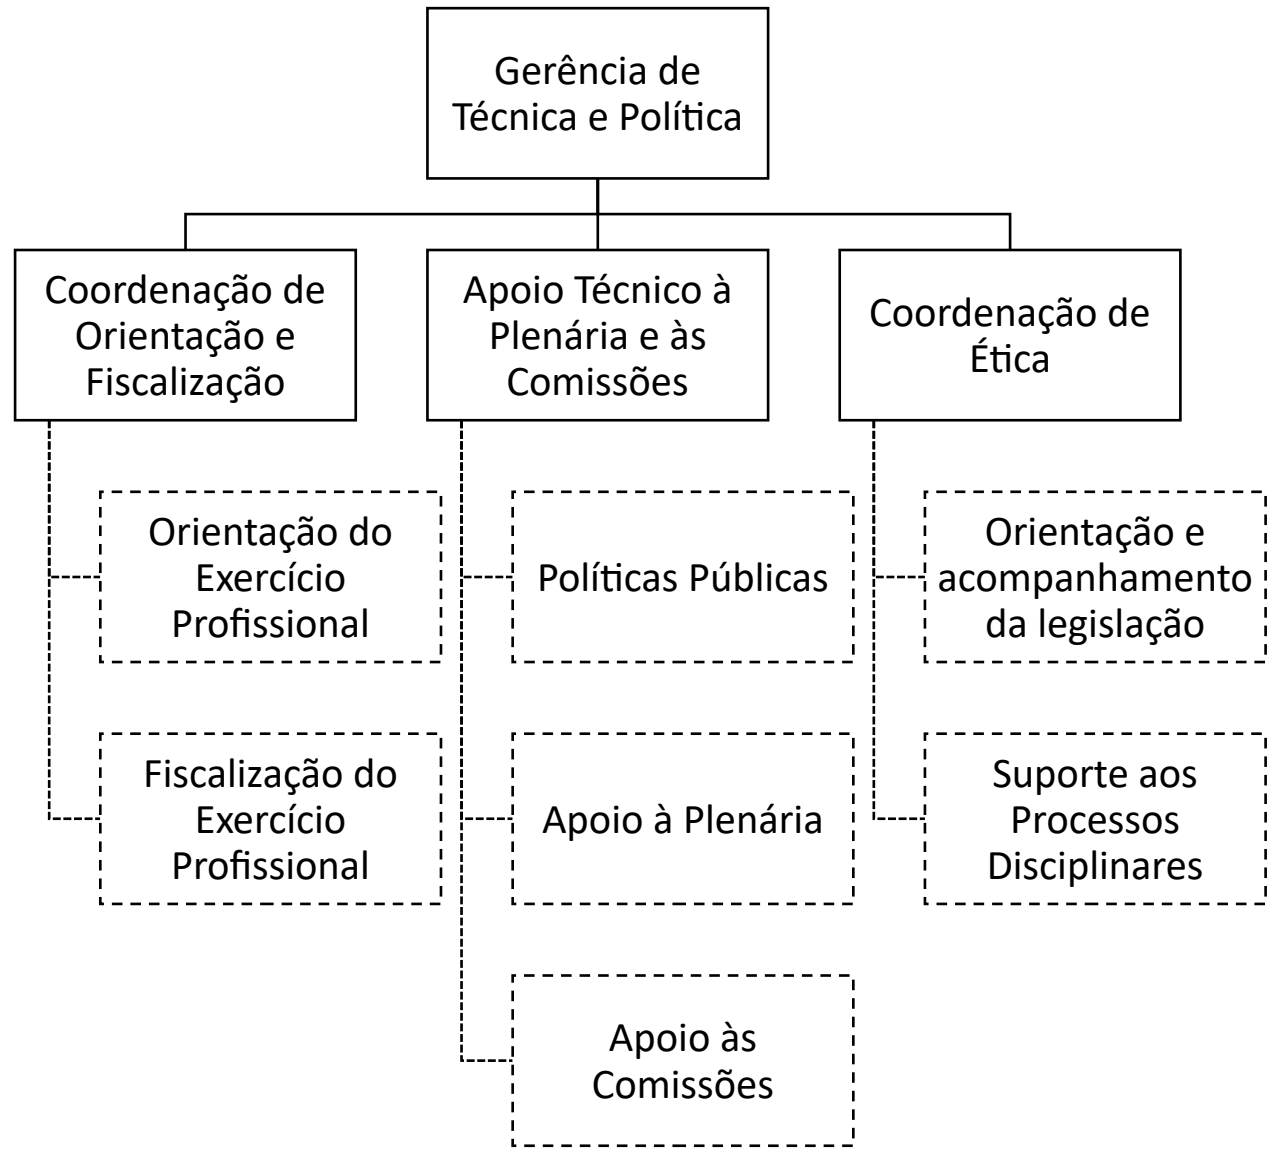 Gerência de
Técnica e Política
Coordenação de
Orientação e
Fiscalização
Apoio Técnico à
Plenária e às
Comissões
Coordenação de
Ética
Orientação do
Exercício
Profissional
Políticas Públicas
Orientação e
acompanhamento
da legislação
Fiscalização do
Exercício
Profissional
Apoio à Plenária
Suporte aos
Processos
Disciplinares
Apoio às
Comissões